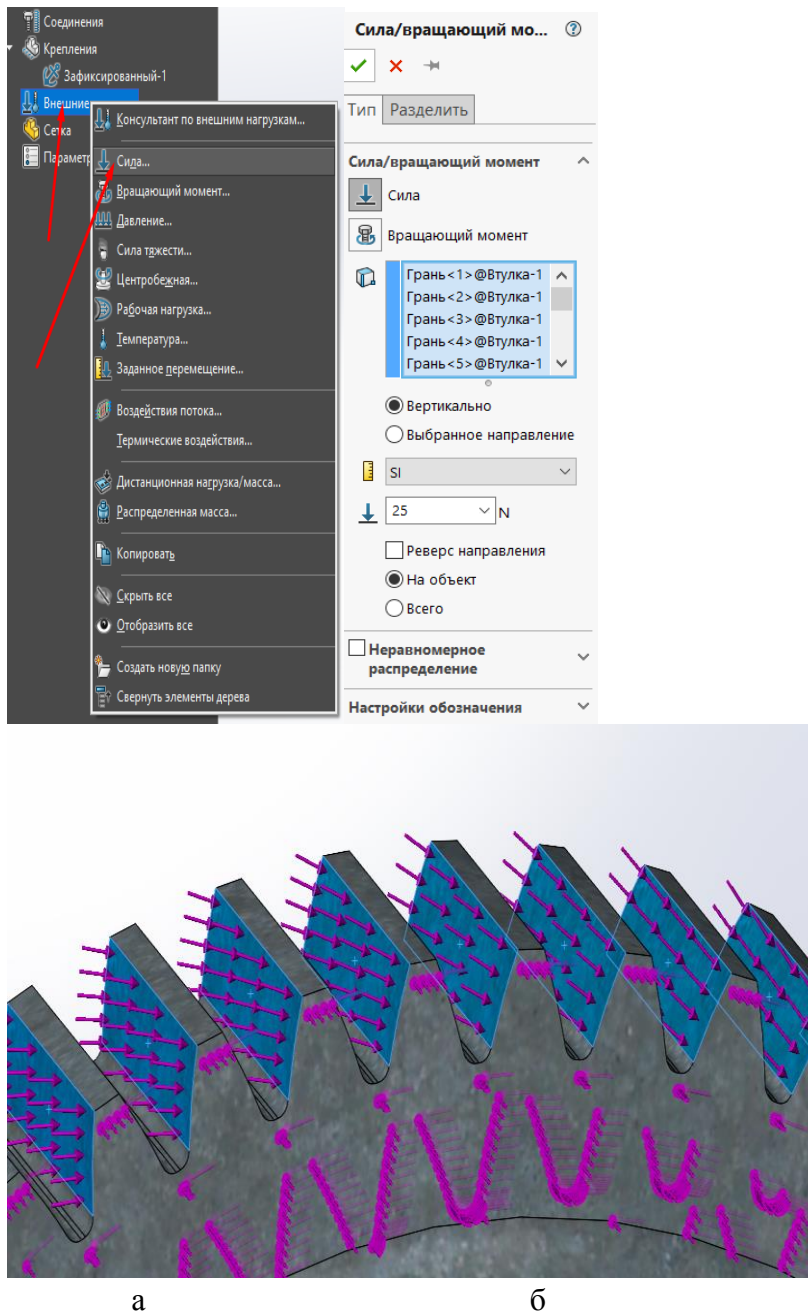 Соединения
Крепления
Зафиксированный-1
Внешние
Сетка
Параметр
Консультант по внешним нагрузкам...
Сила...
Вращающий момент...
Давление...
Сила тяжести...
Центробежная...
Рабочая нагрузка...
Температура...
Заданное перемещение...
Воздействия потока...
Термические воздействия...
Дистанционная нагрузка/масса...
Распределенная масса...
Копировать
Скрыть все
Отобразить все
Создать новую папку
Свернуть элементы дерева
Сила/вращающий мо...
Тип Разделить
Сила/вращающий момент
Сила
Вращающий момент
Грань<1>@Втулка-1
Грань<2>@Втулка-1
Грань<3>@Втулка-1
Грань<4>@Втулка-1
Грань<5>@Втулка-1
Вертикально
Выбранное направление
SI
25 N
Реверс направления
На объект
Всего
Неравномерное
распределение
Настройки обозначения
а б